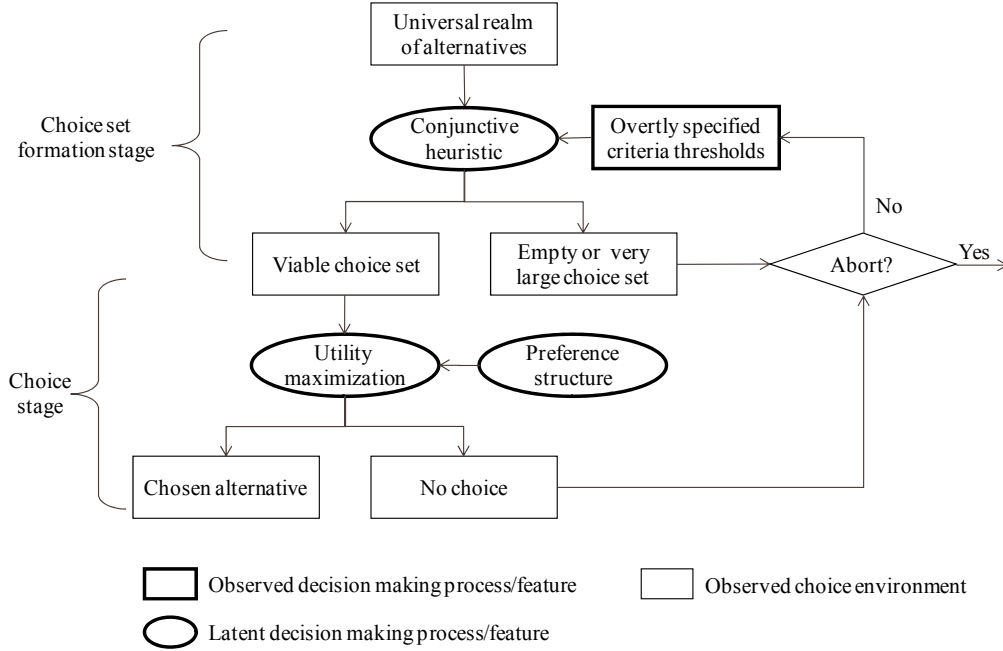 Universal realm
of alternatives
Choice set
formation stage
Conjunctive
heuristic
Overtly specified
criteria thresholds
No
Viable choice set
Empty or very
large choice set
Abort?
Yes
Choice
stage
Utility
maximization
Preference
structure
Chosen alternative
No choice
Observed decision making process/feature
Observed choice environment
Latent decision making process/feature